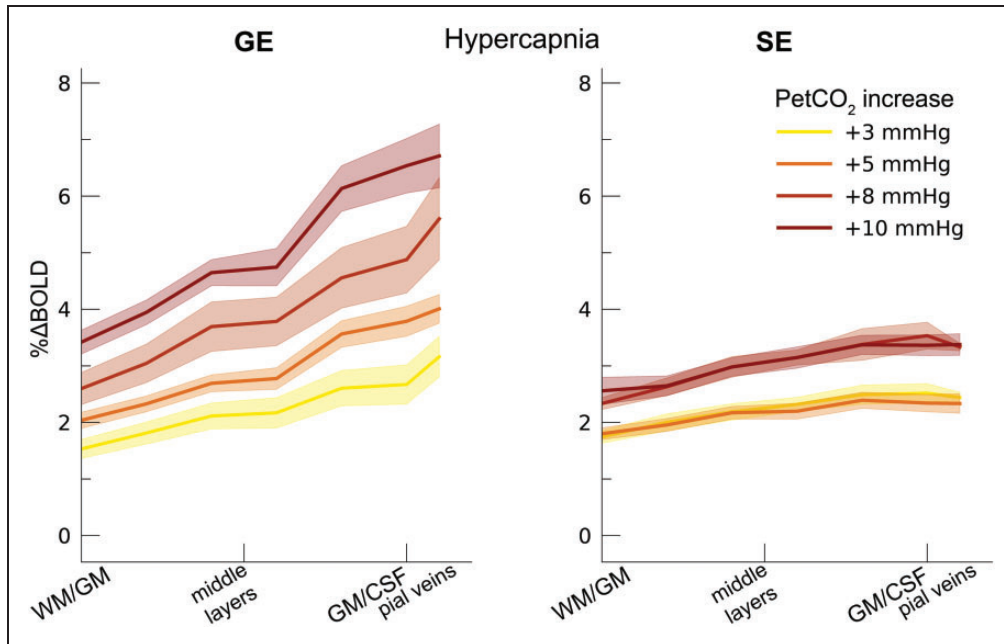 GE
Hypercapnia
SE
%ΔBOLD
8
6
4
2
0
WM/GM
middle
layers
GM/CSF
pial veins
8
6
4
2
0
PetCO₂ increase
+3 mmHg
+5 mmHg
+8 mmHg
+10 mmHg
WM/GM
middle
layers
GM/CSF
pial veins